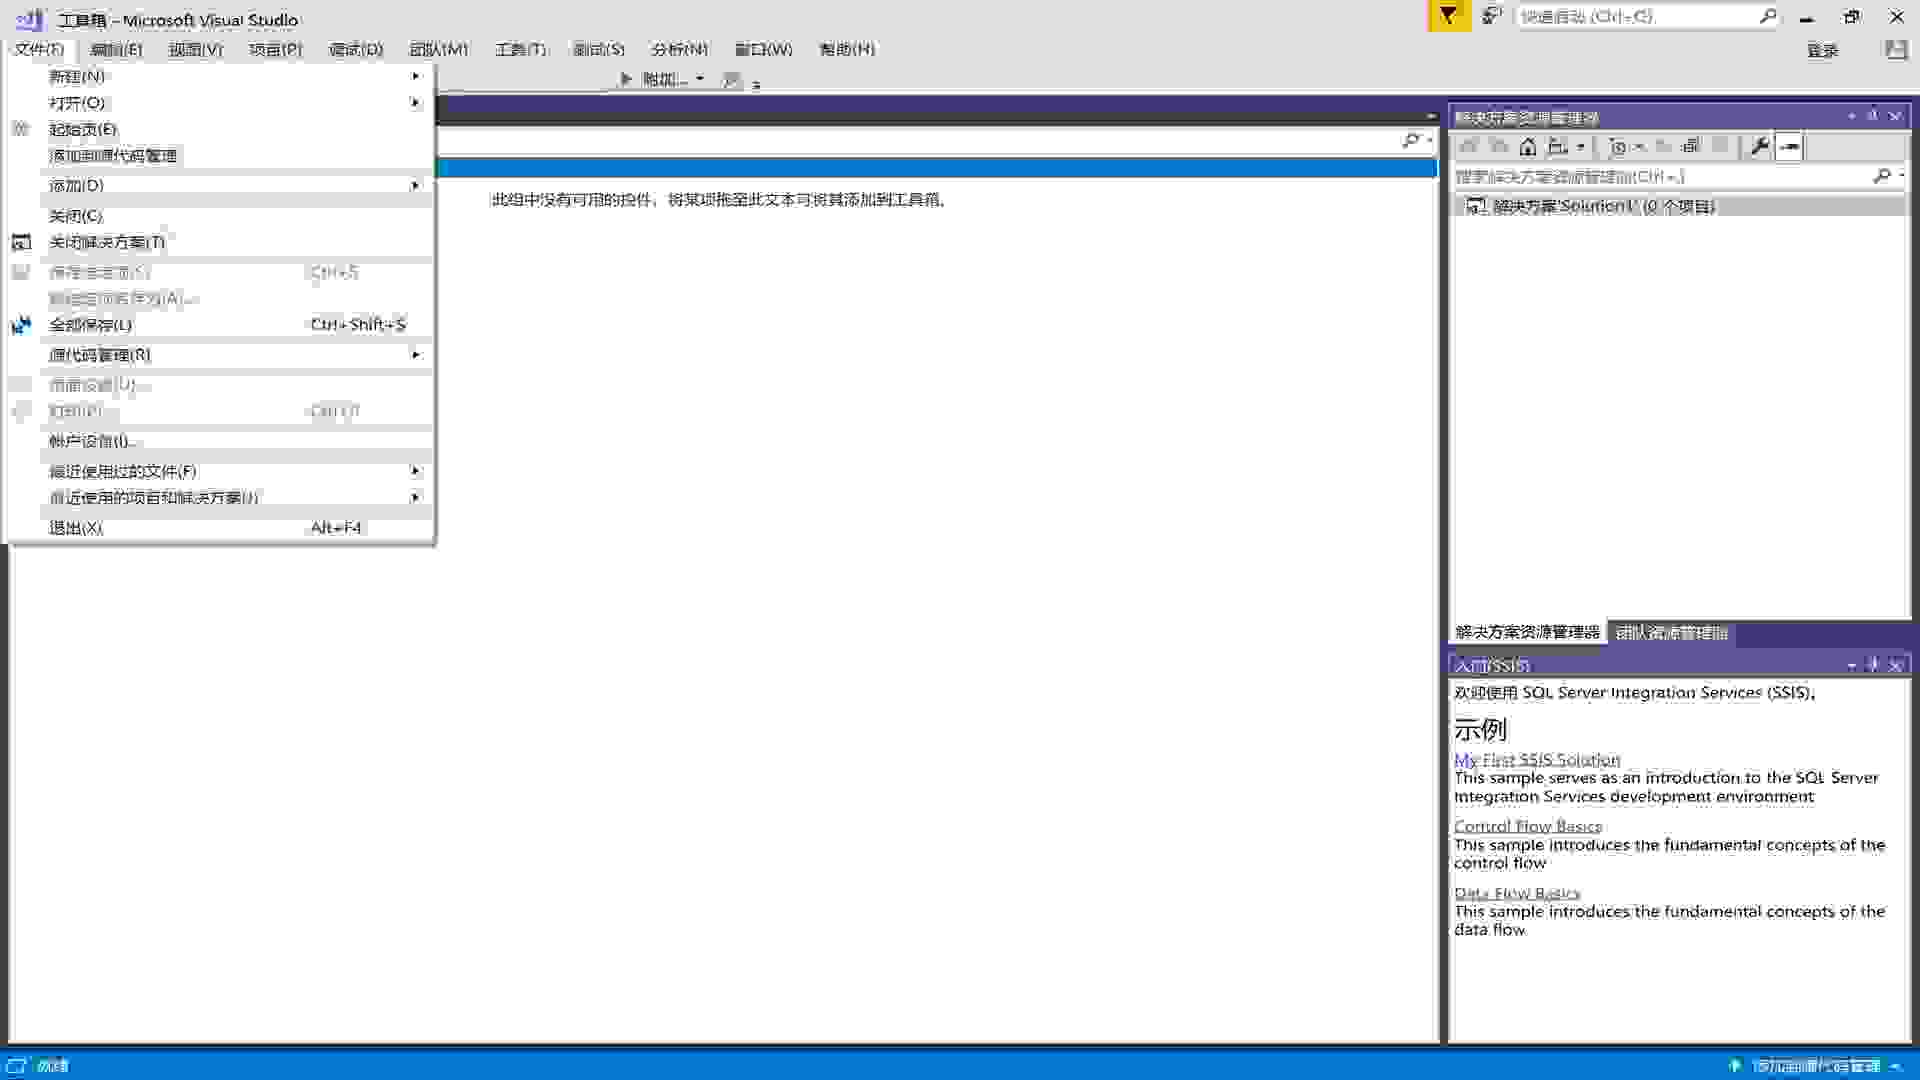 工具箱 - Microsoft Visual Studio
快速启动 (Ctrl+Q)
文件(F) 编辑(E) 视图(V) 项目(P) 调试(D) 团队(M) 工具(T) 测试(S) 分析(N) 窗口(W) 帮助(H)
登录
附加...
新建(N)
打开(O)
起始页(E)
添加到源代码管理
添加(D)
关闭(C)
关闭解决方案(T)
Ctrl+S
全部保存(L) Ctrl+Shift+S
源代码管理(R)
页面设置(U)...
打印(P)...
帐户设置(I)...
最近使用过的文件(F)
最近使用的项目和解决方案(J)
退出(X) Alt+F4
此组中没有可用的控件。将某项拖至此文本可将其添加到工具箱。
解决方案资源管理器
搜索解决方案资源管理器(Ctrl+;)
解决方案'Solution1' (0 个项目)
解决方案资源管理器 团队资源管理器
入门(SSIS)
欢迎使用 SQL Server Integration Services (SSIS)。
示例
My First SSIS Solution
This sample serves as an introduction to the SQL Server
Integration Services development environment
Control Flow Basics
This sample introduces the fundamental concepts of the
control flow
Data Flow Basics
This sample introduces the fundamental concepts of the
data flow.
就绪
添加到源代码管理